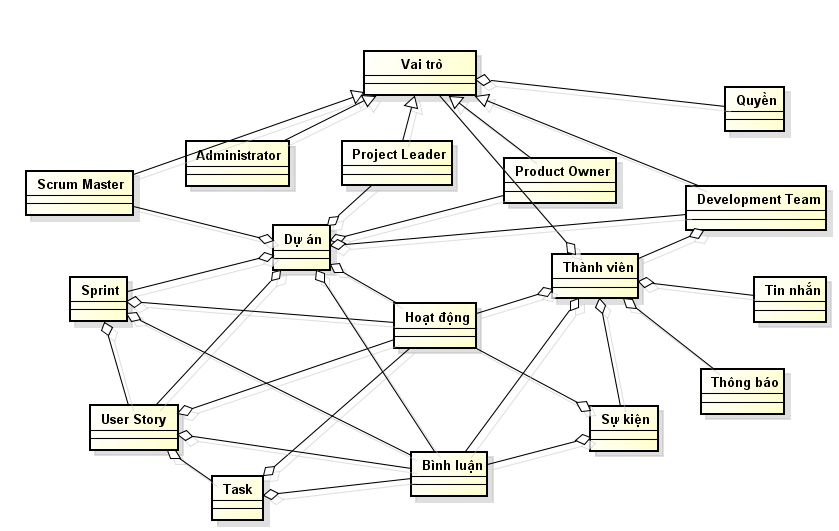 Vai trò
Quyền
Administrator
Project Leader
Product Owner
Scrum Master
Development Team
Dự án
Thành viên
Sprint
Tin nhắn
Hoạt động
Thông báo
User Story
Sự kiện
Bình luận
Task